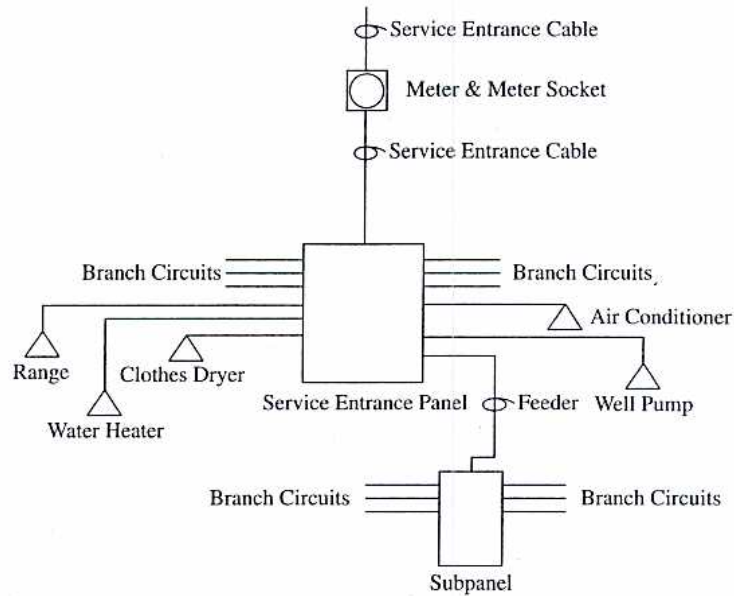 Service Entrance Cable
Meter & Meter Socket
Service Entrance Cable
Branch Circuits
Branch Circuits
Air Conditioner
Range
Clothes Dryer
Water Heater
Service Entrance Panel
Feeder
Well Pump
Branch Circuits
Branch Circuits
Subpanel